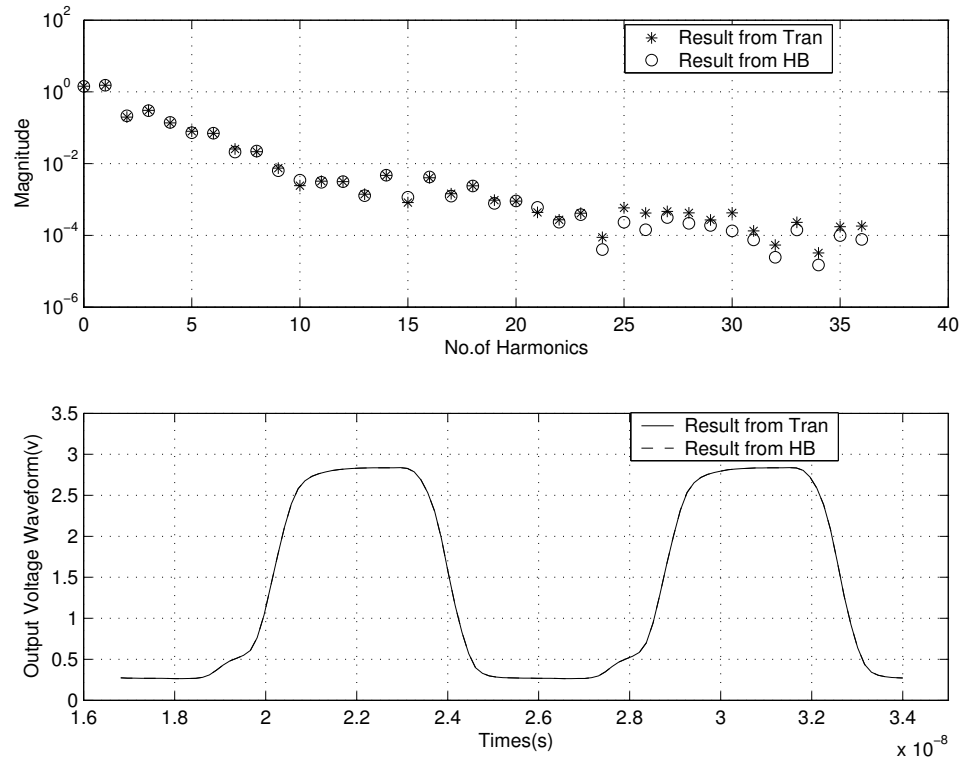 10^2
10^0
10^-2
10^-4
10^-6
Magnitude
Result from Tran
Result from HB
0 5 10 15 20 25 30 35 40
No.of Harmonics
3.5
3
2.5
2
1.5
1
0.5
0
Output Voltage Waveform(v)
Result from Tran
Result from HB
1.6 1.8 2 2.2 2.4 2.6 2.8 3 3.2 3.4
Times(s)
x 10^-8